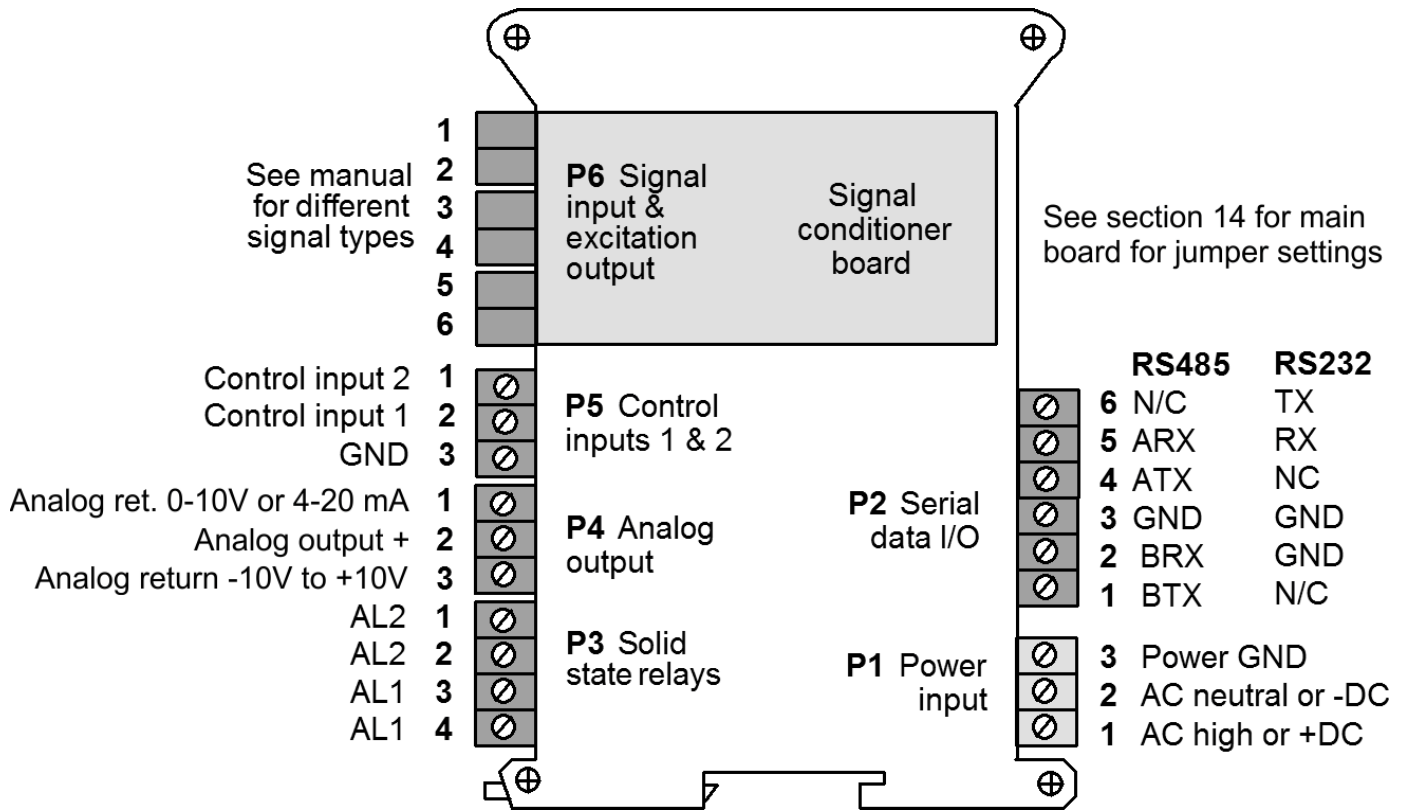 1
See manual 2
for different 3
signal types 4
5
6
P6 Signal
input &
excitation
output
Signal
conditioner
board
See section 14 for main
board for jumper settings
Control input 2 1
Control input 1 2
GND 3
P5 Control
inputs 1 & 2
Analog ret. 0-10V or 4-20 mA 1
Analog output + 2
Analog return -10V to +10V 3
P4 Analog
output
AL2 1
AL2 2
AL1 3
AL1 4
P3 Solid
state relays
P2 Serial
data I/O
RS485 RS232
6 N/C TX
5 ARX RX
4 ATX NC
3 GND GND
2 BRX GND
1 BTX N/C
P1 Power
input
3 Power GND
2 AC neutral or -DC
1 AC high or +DC